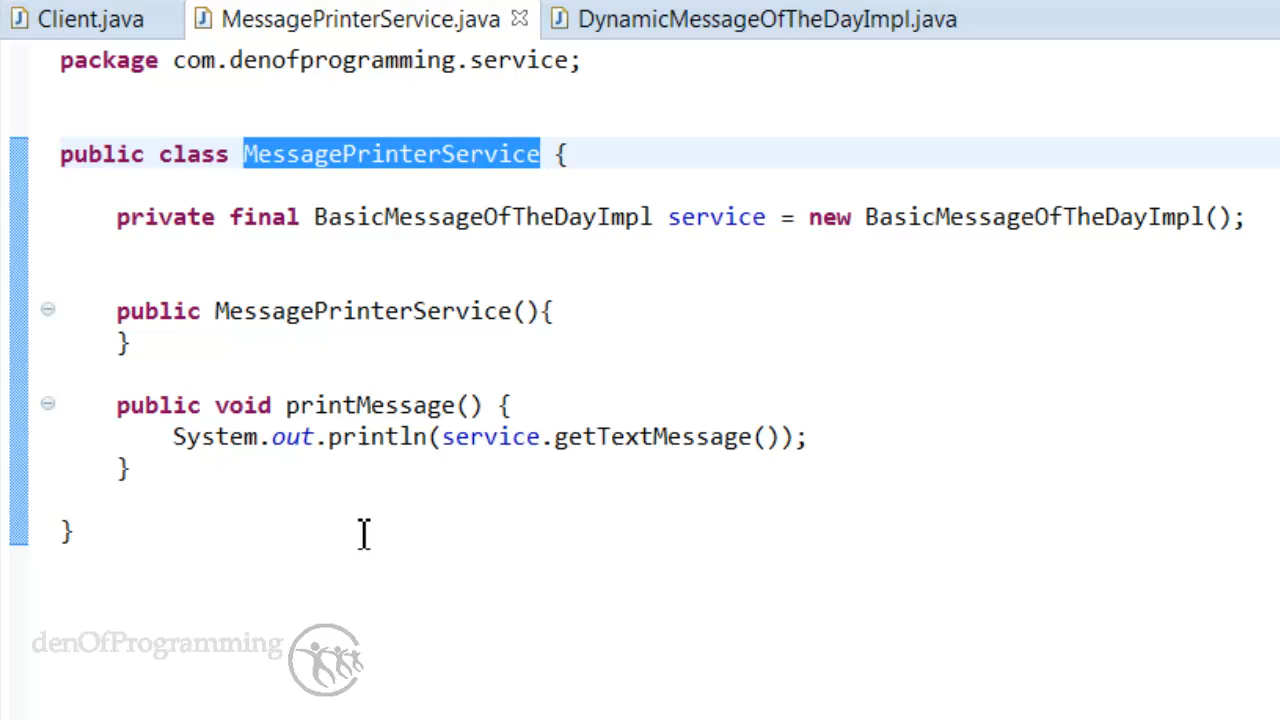 Client.java MessagePrinterService.java DynamicMessageOfTheDayImpl.java
package com.denofprogramming.service;
public class MessagePrinterService {
private final BasicMessageOfTheDayImpl service = new BasicMessageOfTheDayImpl();
public MessagePrinterService(){
}
public void printMessage() {
System.out.println(service.getTextMessage());
}
}
denOfProgramming